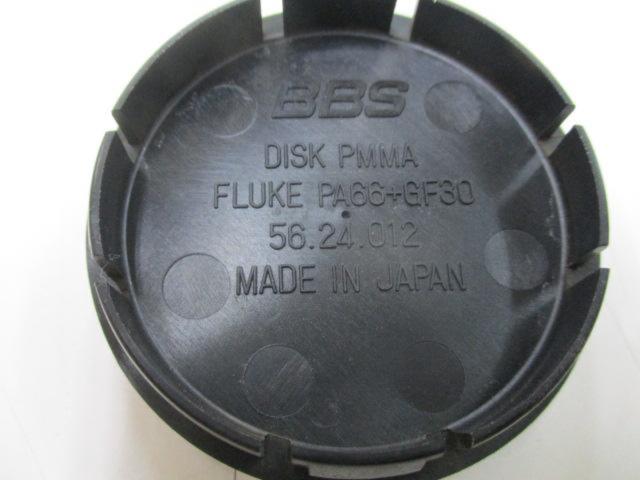 BBS
DISK PMMA
FLUKE PA66+GF30
56.24.012
MADE IN JAPAN